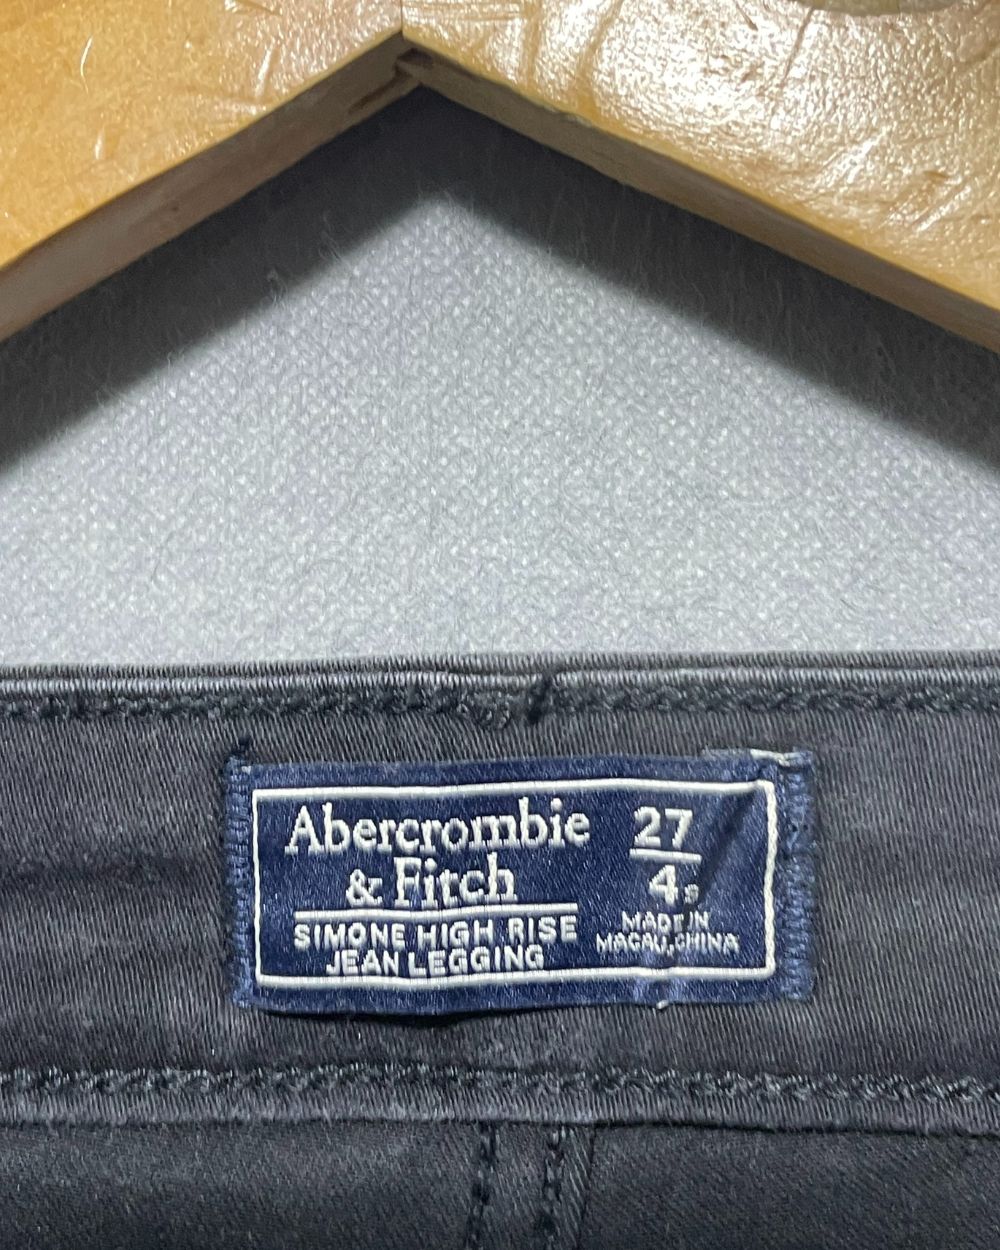 Abercrombie
& Fitch
SIMONE HIGH RISE
JEAN LEGGING
27
4s
MADE IN
MACAU,CHINA